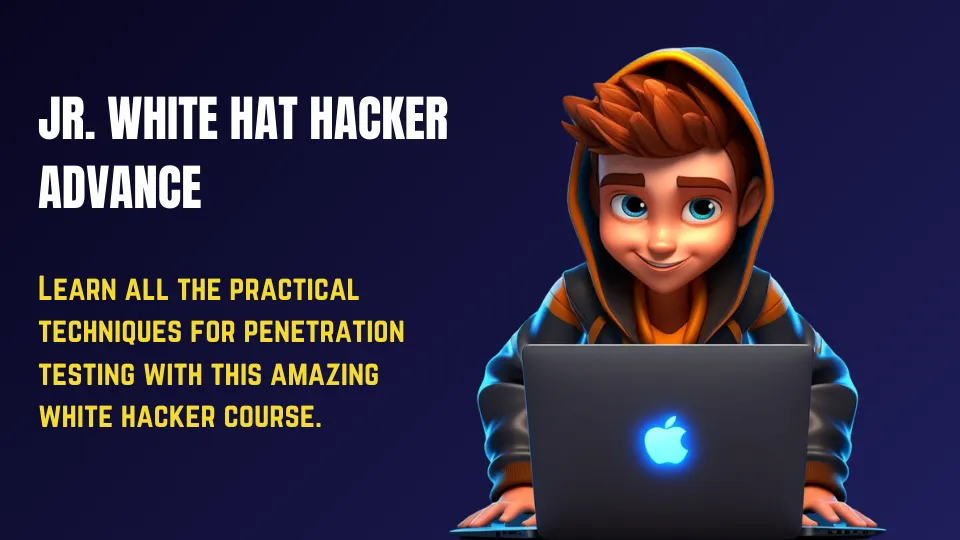 JR. WHITE HAT HACKER
ADVANCE
Learn all the practical
techniques for penetration
testing with this amazing
white hacker course.